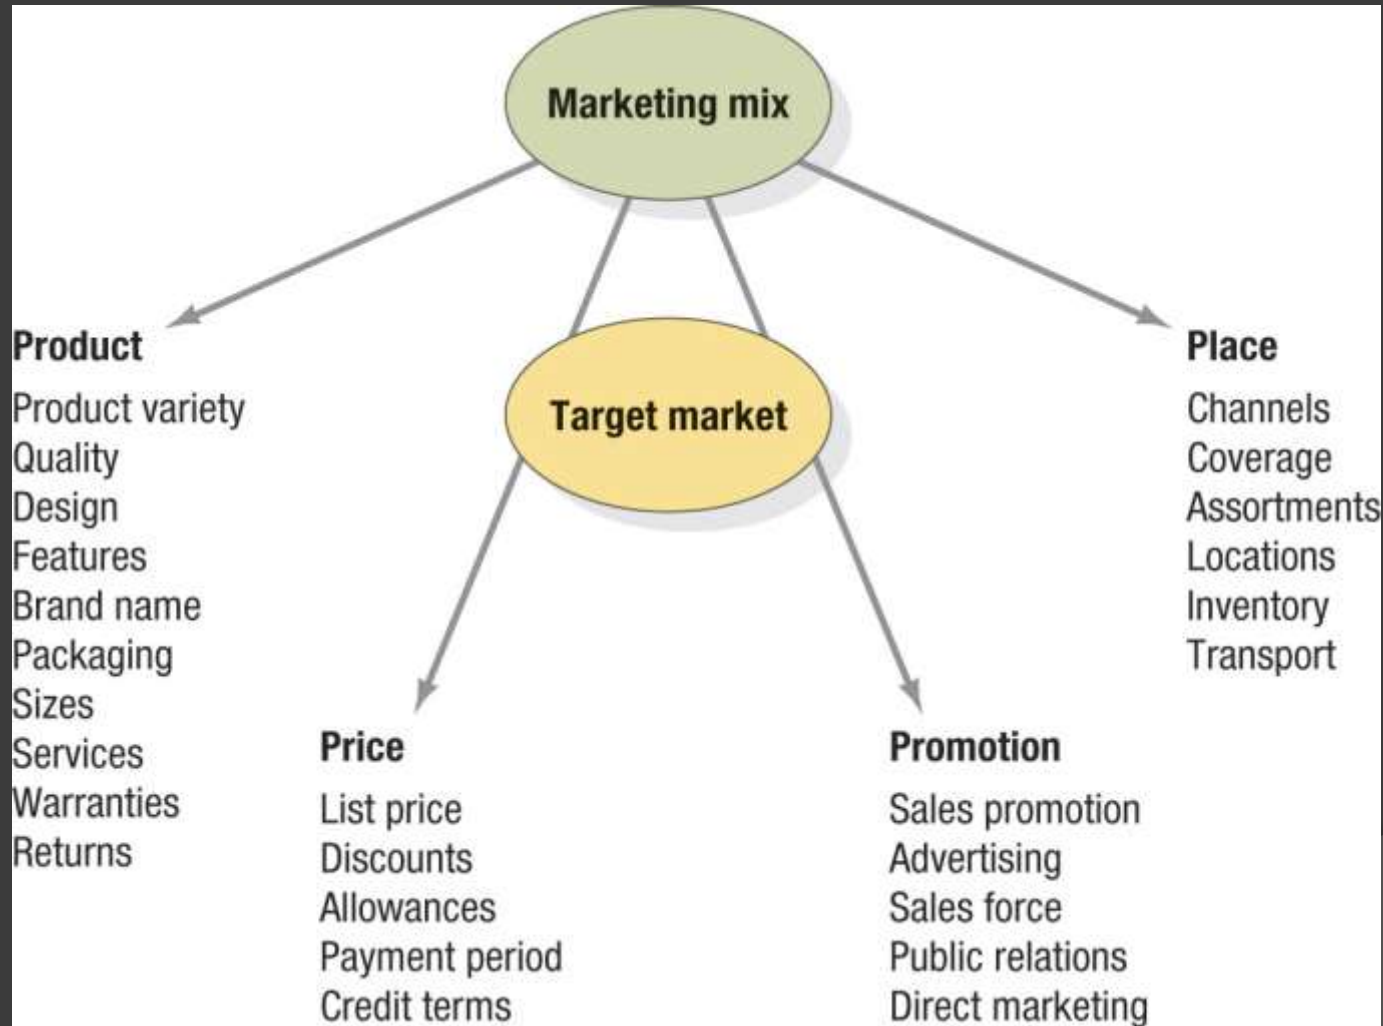 Marketing mix
Target market
Product
Product variety
Quality
Design
Features
Brand name
Packaging
Sizes
Services
Warranties
Returns
Price
List price
Discounts
Allowances
Payment period
Credit terms
Promotion
Sales promotion
Advertising
Sales force
Public relations
Direct marketing
Place
Channels
Coverage
Assortments
Locations
Inventory
Transport